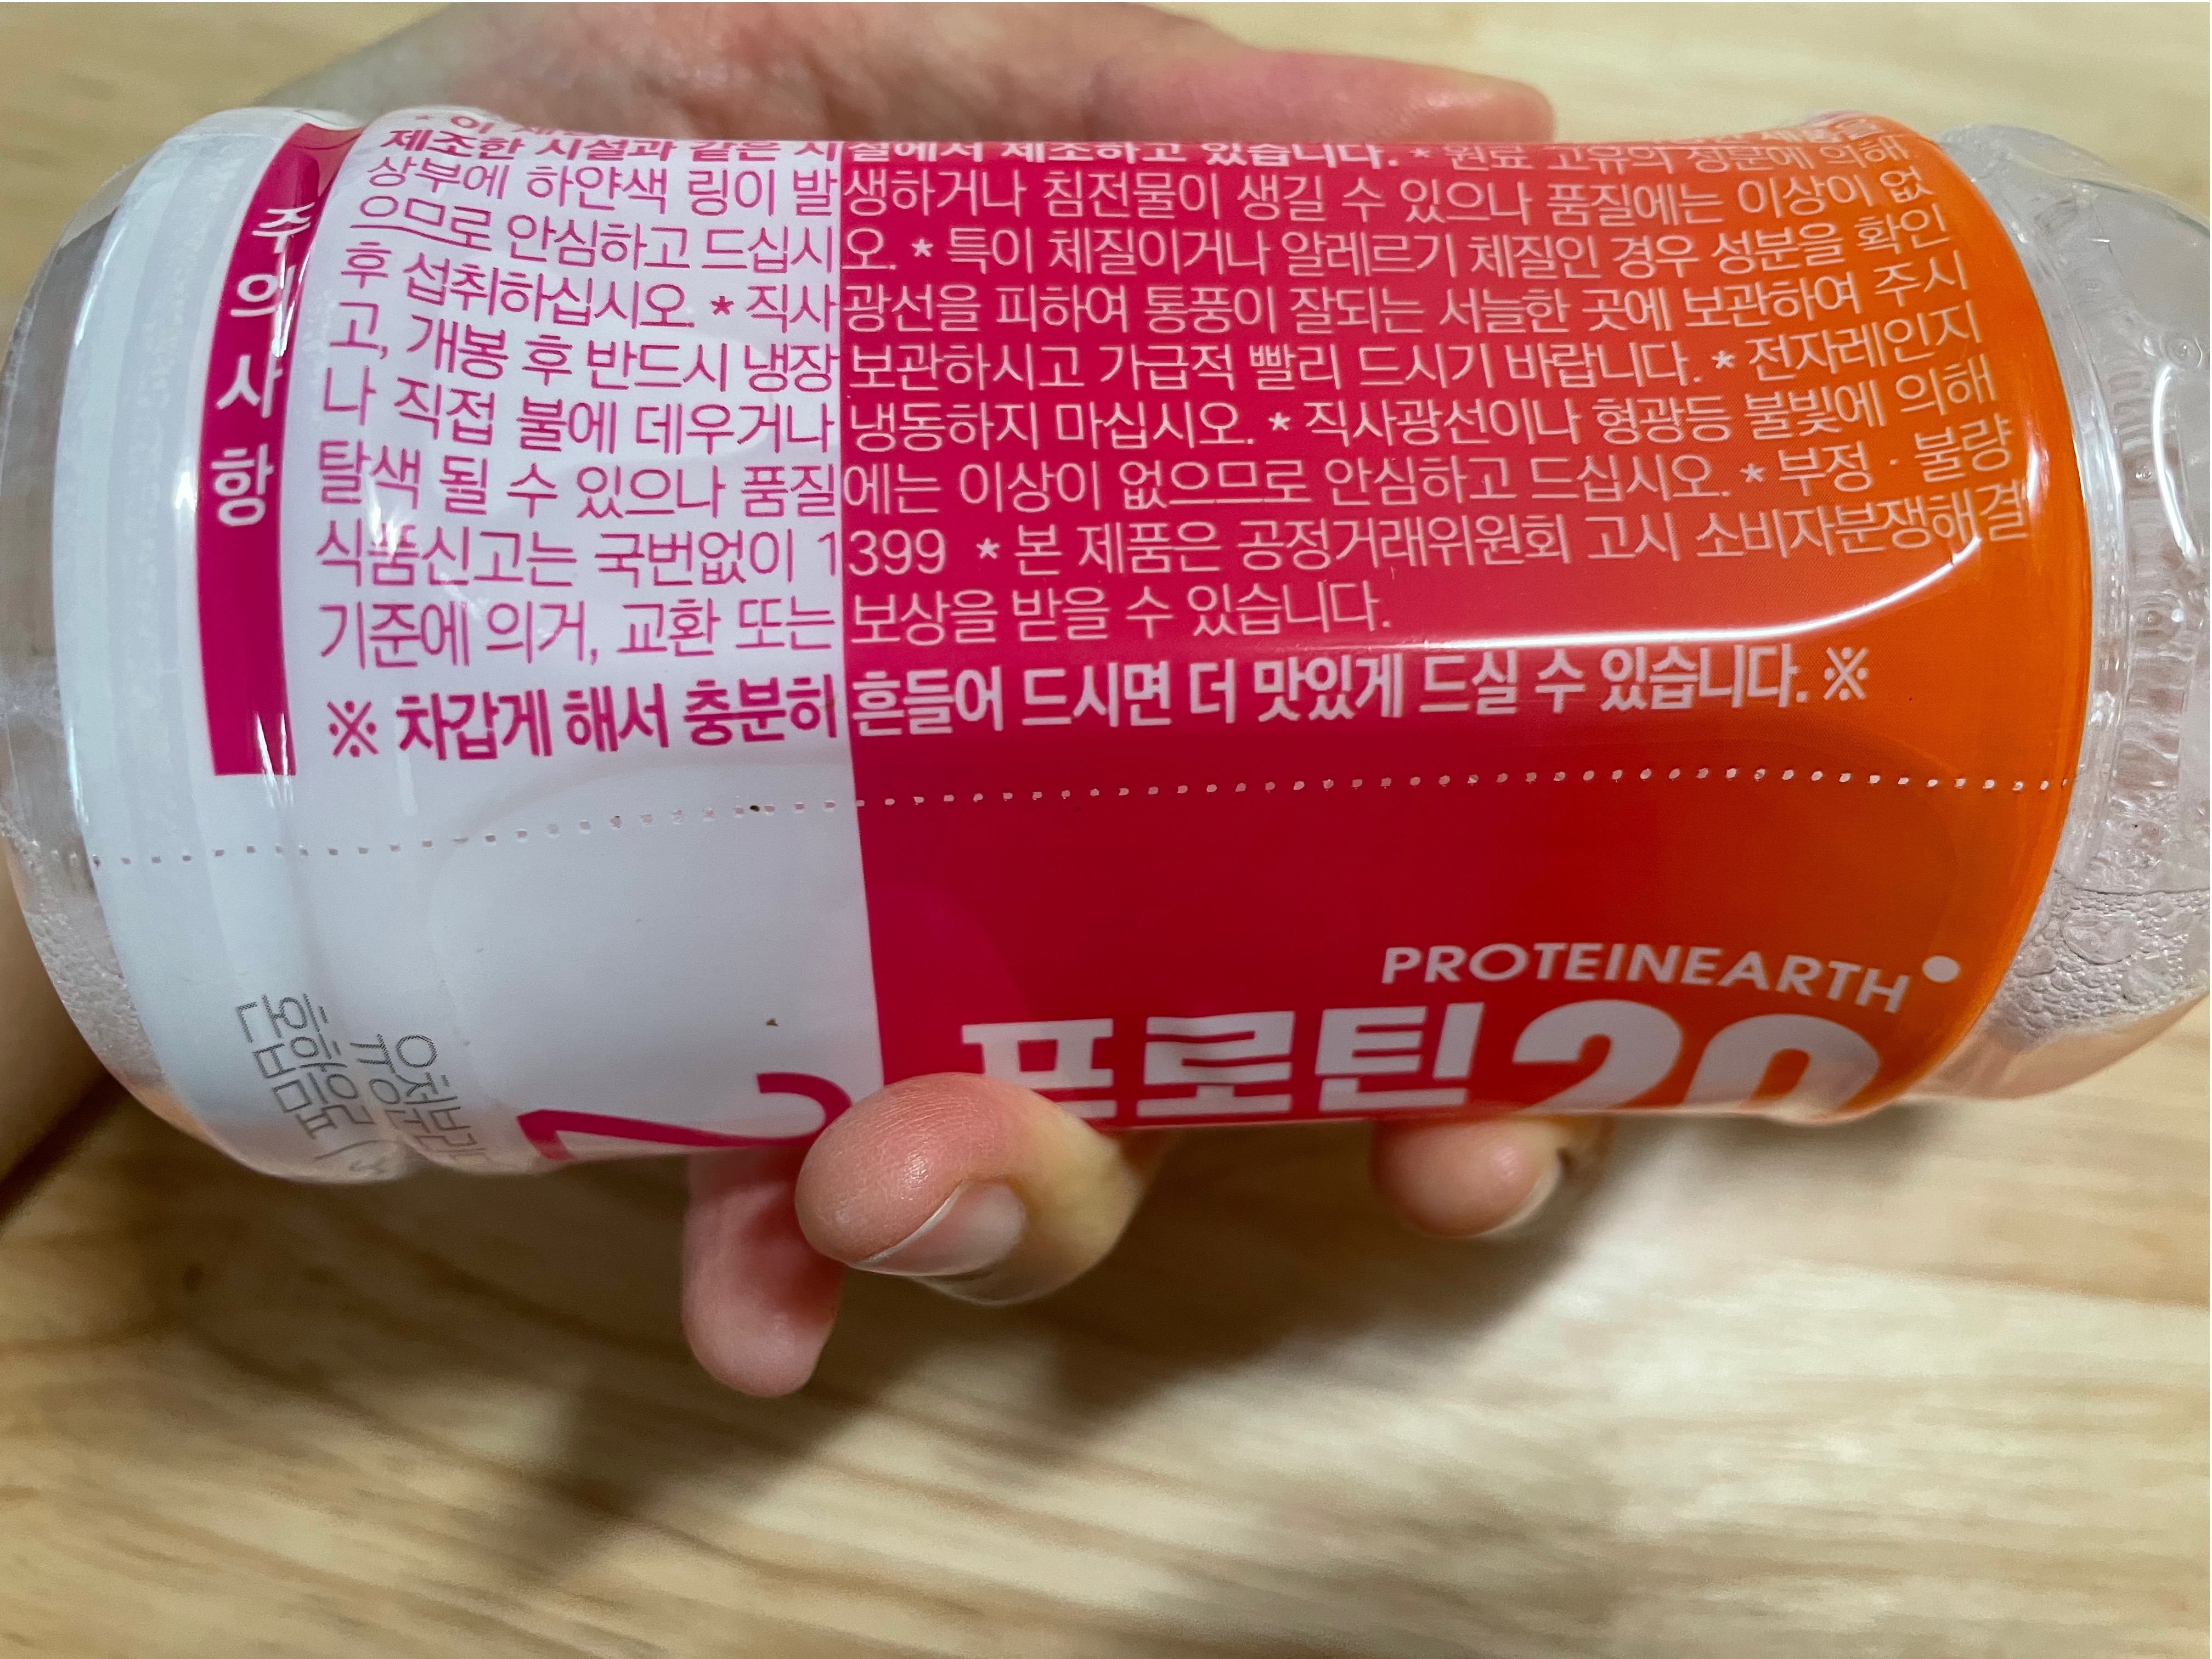 주의사항
* 이
제조한 시설과 같은 시설에서 제조하고 있습니다. * 원료 고유의 성분에 의해
상부에 하얀색 링이 발생하거나 침전물이 생길 수 있으나 품질에는 이상이 없
으므로 안심하고 드십시오. * 특이 체질이거나 알레르기 체질인 경우 성분을 확인
후 섭취하십시오. * 직사광선을 피하여 통풍이 잘되는 서늘한 곳에 보관하여 주시
고, 개봉 후 반드시 냉장보관하시고 가급적 빨리 드시기 바랍니다. * 전자레인지
나 직접 불에 데우거나 냉동하지 마십시오. * 직사광선이나 형광등 불빛에 의해
탈색 될 수 있으나 품질에는 이상이 없으므로 안심하고 드십시오. * 부정 · 불량
식품신고는 국번없이 1399 * 본 제품은 공정거래위원회 고시 소비자분쟁해결
기준에 의거, 교환 또는 보상을 받을 수 있습니다.
※ 차갑게 해서 충분히 흔들어 드시면 더 맛있게 드실 수 있습니다. ※
PROTEINEARTH
프로틴 20